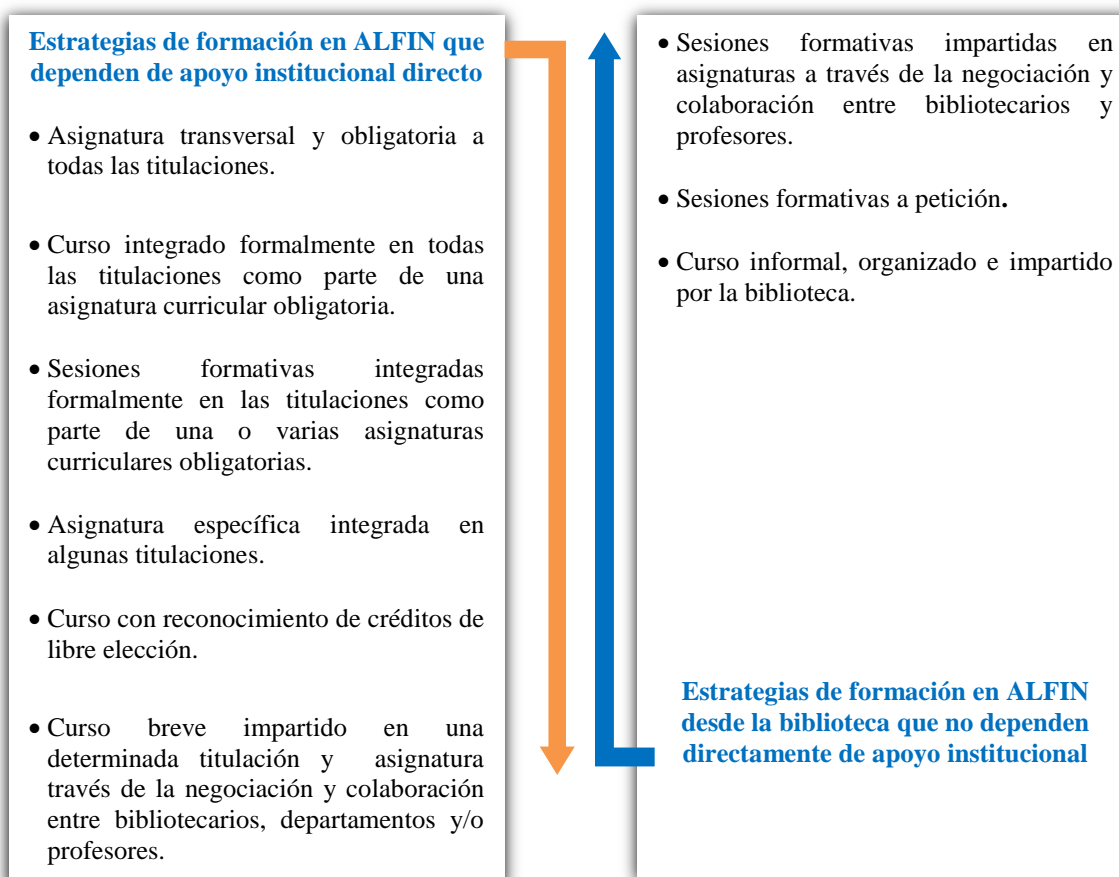 Estrategias de formación en ALFIN que
dependen de apoyo institucional directo
• Asignatura transversal y obligatoria a
todas las titulaciones.
• Curso integrado formalmente en todas
las titulaciones como parte de una
asignatura curricular obligatoria.
• Sesiones formativas integradas
formalmente en las titulaciones como
parte de una o varias asignaturas
curriculares obligatorias.
• Asignatura específica integrada en
algunas titulaciones.
• Curso con reconocimiento de créditos de
libre elección.
• Curso breve impartido en una
determinada titulación y asignatura
través de la negociación y colaboración
entre bibliotecarios, departamentos y/o
profesores.
• Sesiones formativas impartidas en
asignaturas a través de la negociación y
colaboración entre bibliotecarios y
profesores.
• Sesiones formativas a petición.
• Curso informal, organizado e impartido
por la biblioteca.
Estrategias de formación en ALFIN
desde la biblioteca que no dependen
directamente de apoyo institucional